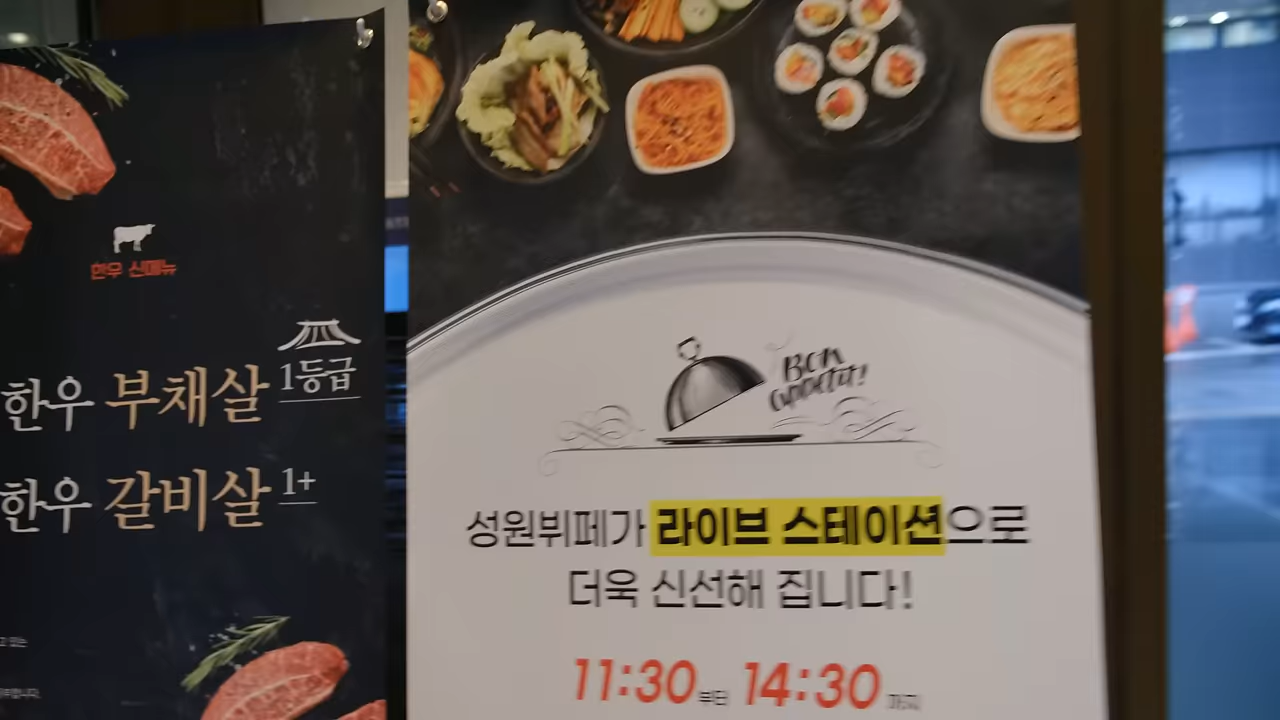 한우 신메뉴
한우 부채살 1등급
한우 갈비살 1+
Bon
appetit!
성원뷔페가 라이브 스테이션으로
더욱 신선해 집니다!
11:30 부터 14:30 까지